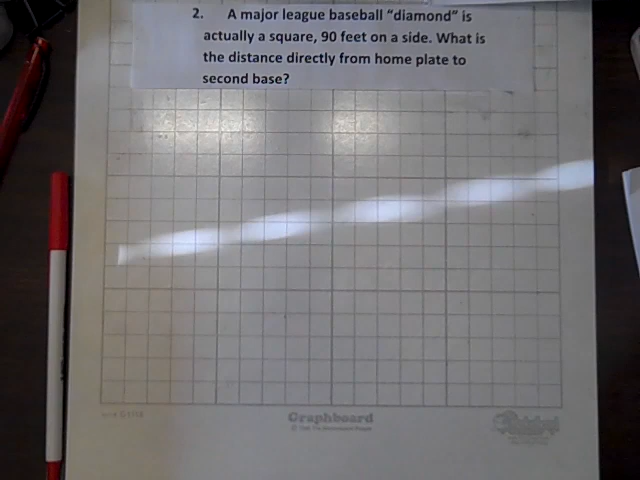 2. A major league baseball “diamond” is
actually a square, 90 feet on a side. What is
the distance directly from home plate to
second base?
Graphboard